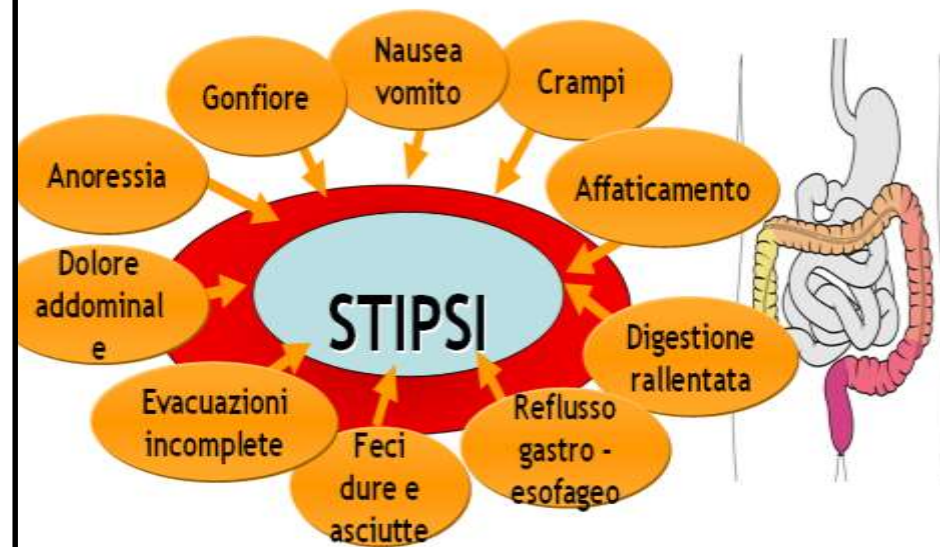 Nausea
vomito
Crampi
Gonfiore
Anoressia
Affaticamento
Dolore
addominal
e
STIPSI
Digestione
rallentata
Evacuazioni
incomplete
Reflusso
gastro -
esofageo
Feci
dure e
asciutte